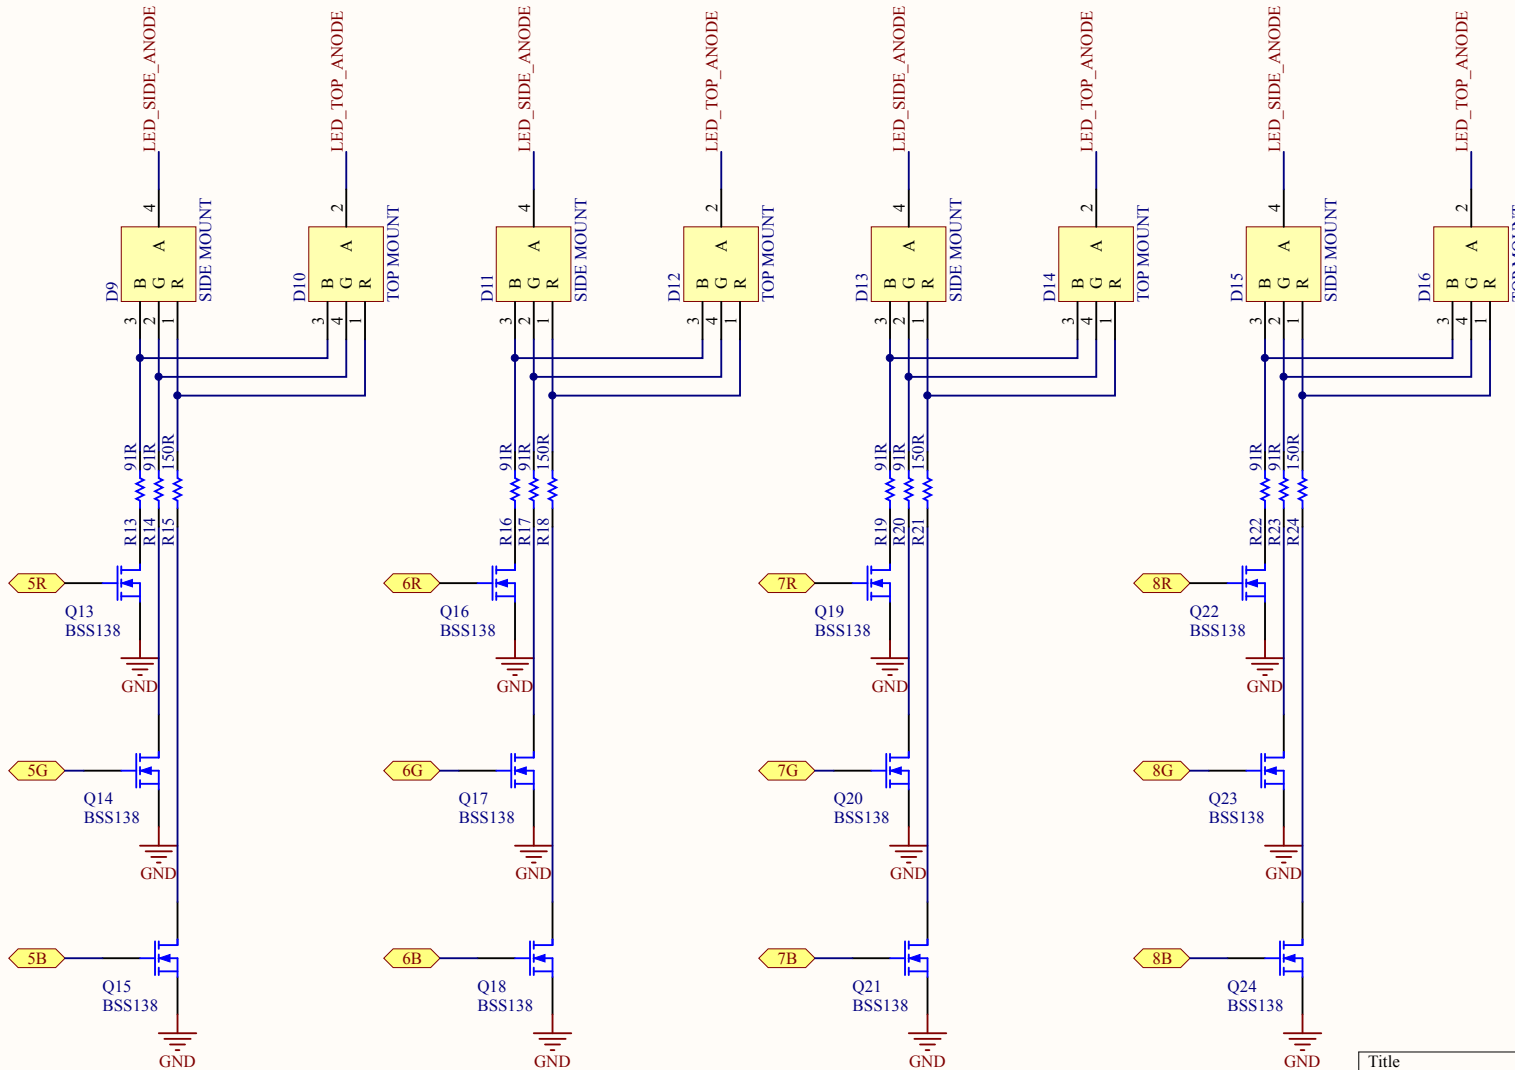 LED_SIDE_ANODE
LED_TOP_ANODE
LED_SIDE_ANODE
LED_TOP_ANODE
LED_SIDE_ANODE
LED_TOP_ANODE
LED_SIDE_ANODE
LED_TOP_ANODE
D9
4
A
B G R
SIDE MOUNT
3 2 1
D10
2
A
B G R
TOP MOUNT
3 4 1
D11
4
A
B G R
SIDE MOUNT
3 2 1
D12
2
A
B G R
TOP MOUNT
3 4 1
D13
4
A
B G R
SIDE MOUNT
3 2 1
D14
2
A
B G R
TOP MOUNT
3 4 1
D15
4
A
B G R
SIDE MOUNT
3 2 1
D16
2
A
B G R
TOP MOUNT
3 4 1
91R
91R
150R
R13
R14
R15
91R
91R
150R
R16
R17
R18
91R
91R
150R
R19
R20
R21
91R
91R
150R
R22
R23
R24
5R
Q13
BSS138
GND
6R
Q16
BSS138
GND
7R
Q19
BSS138
GND
8R
Q22
BSS138
GND
5G
Q14
BSS138
GND
6G
Q17
BSS138
GND
7G
Q20
BSS138
GND
8G
Q23
BSS138
GND
5B
Q15
BSS138
GND
6B
Q18
BSS138
GND
7B
Q21
BSS138
GND
8B
Q24
BSS138
GND
Title